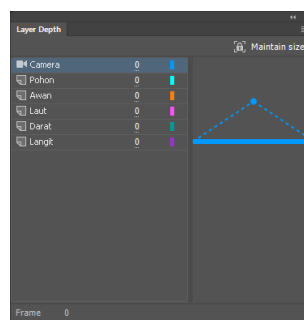 Layer Depth
Maintain size
Camera 0
Pohon 0
Awan 0
Laut 0
Darat 0
Langit 0
Frame 0